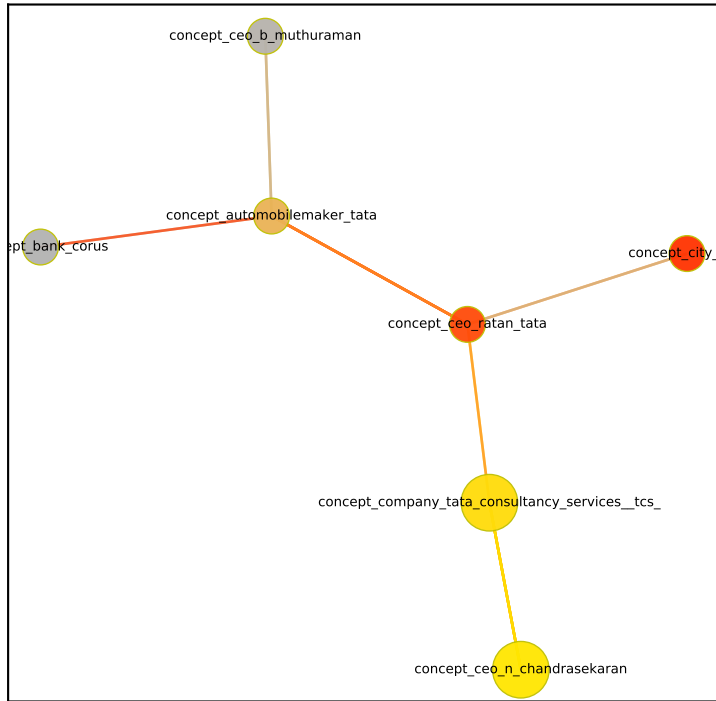 concept_ceo_b_muthuraman
concept_automobilemaker_tata
ept_bank_corus
concept_city_
concept_ceo_ratan_tata
concept_company_tata_consultancy_services__tcs_
concept_ceo_n_chandrasekaran